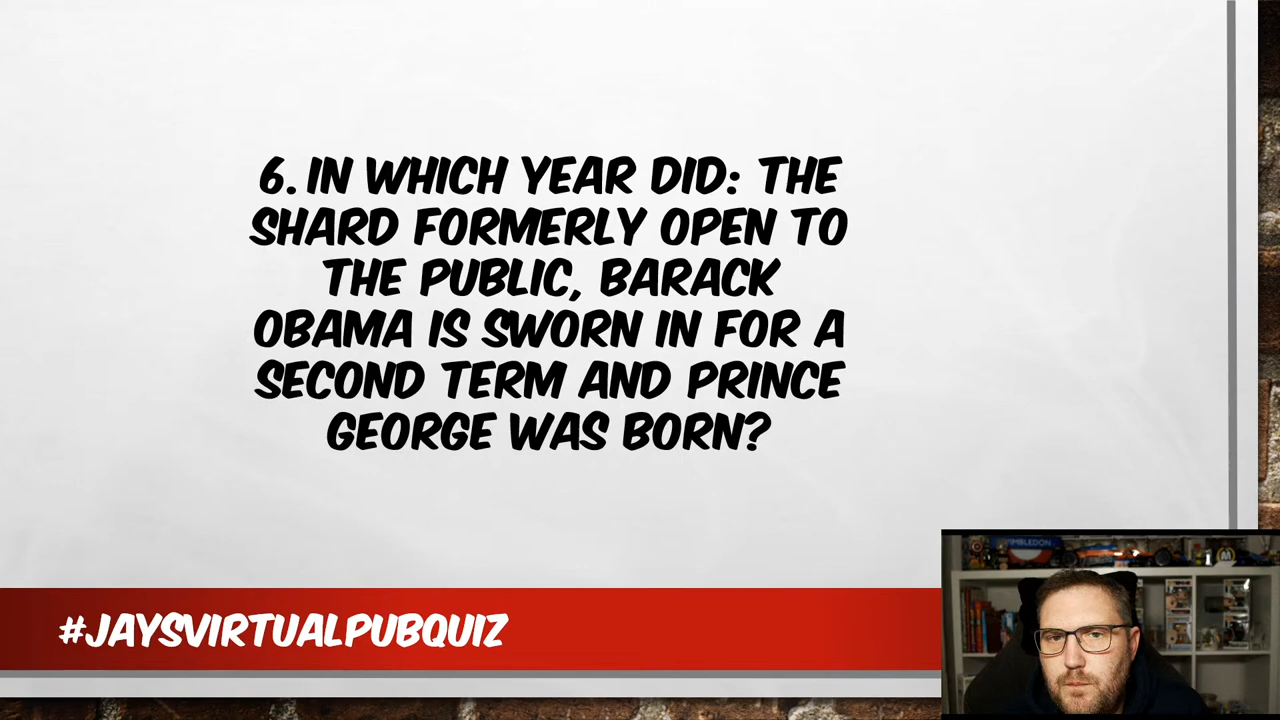 6. IN WHICH YEAR DID: THE
SHARD FORMERLY OPEN TO
THE PUBLIC, BARACK
OBAMA IS SWORN IN FOR A
SECOND TERM AND PRINCE
GEORGE WAS BORN?
#JAYSVIRTUALPUBQUIZ
IMBLEDON